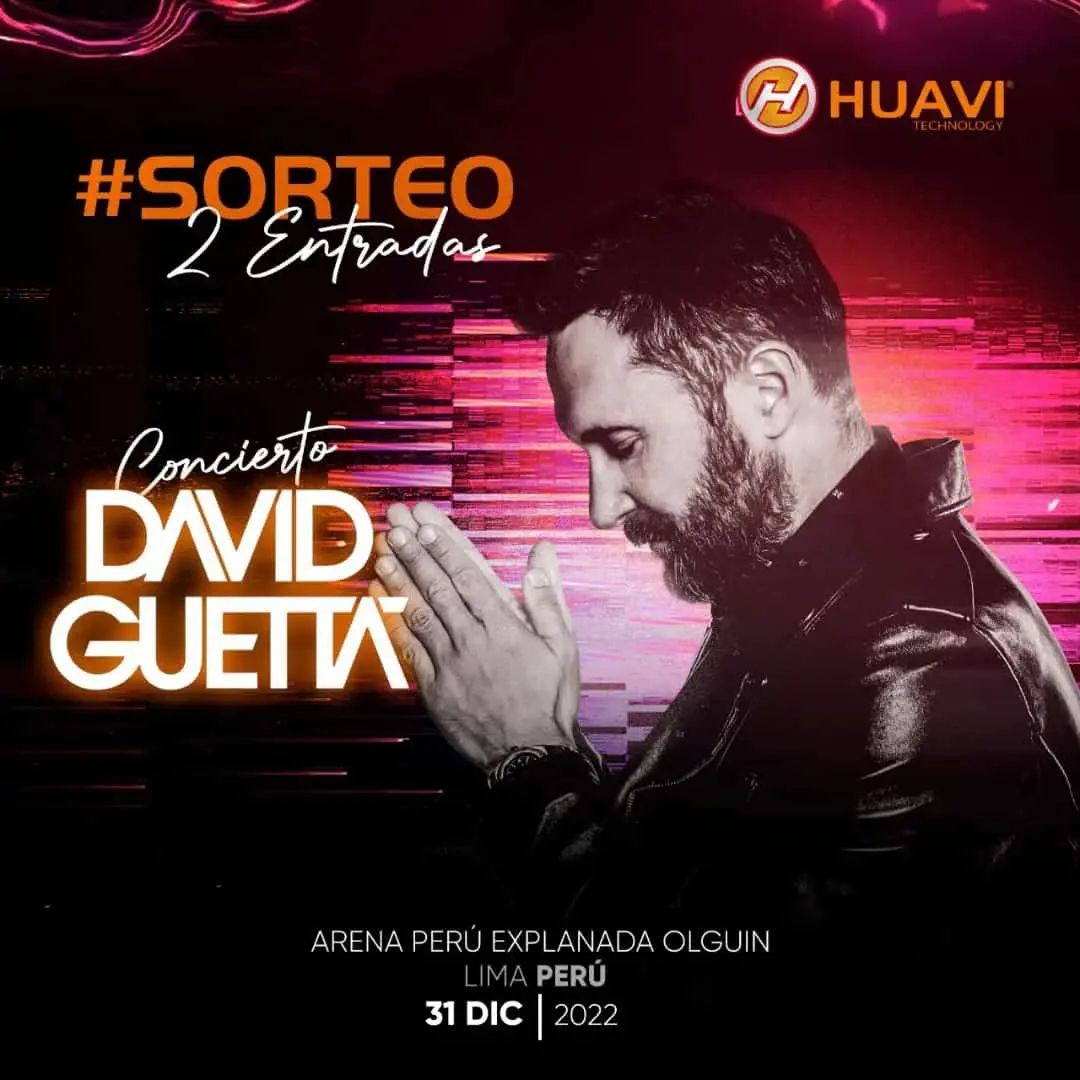 HUAVI
TECHNOLOGY
#SORTEO
2 Entradas
Concierto
DAVID
GUETTA
ARENA PERÚ EXPLANADA OLGUIN
LIMA PERÚ
31 DIC | 2022